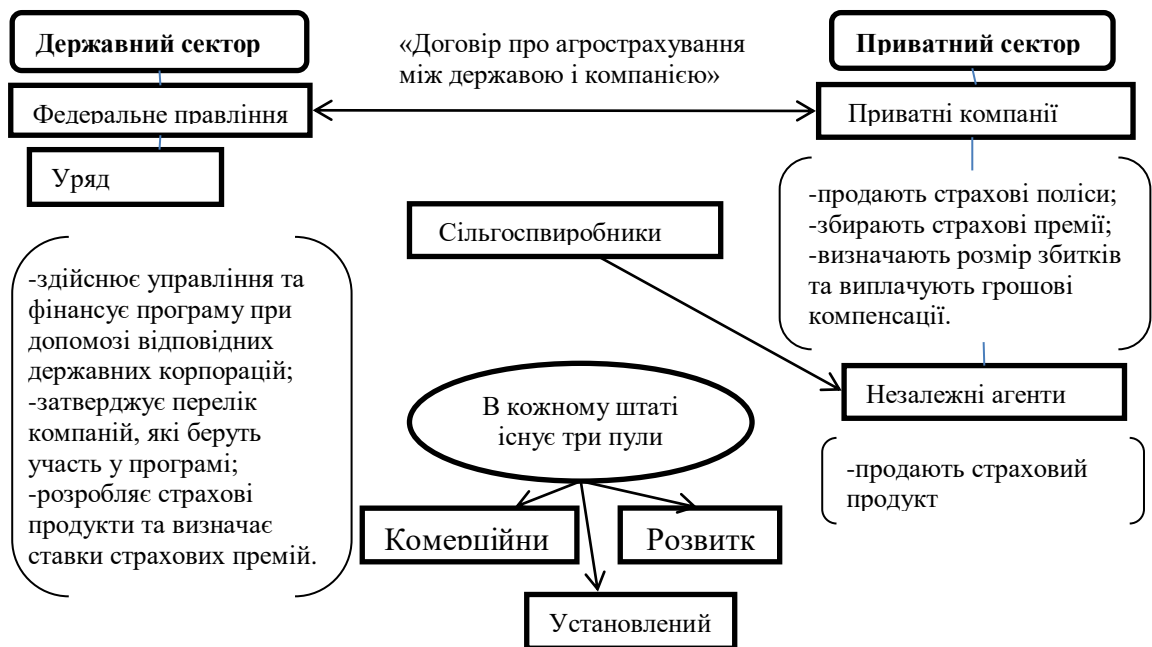 Державний сектор
«Договір про агрострахування
між державою і компанією»
Приватний сектор
Федеральне правління
Приватні компанії
Уряд
-продають страхові поліси;
-збирають страхові премії;
-визначають розмір збитків
та виплачують грошові
компенсації.
Сільгоспвиробники
-здійснює управління та
фінансує програму при
допомозі відповідних
державних корпорацій;
-затверджує перелік
компаній, які беруть
участь у програмі;
-розробляє страхові
продукти та визначає
ставки страхових премій.
Незалежні агенти
В кожному штаті
існує три пули
-продають страховий
продукт
Комерційни
Розвитк
Установлений